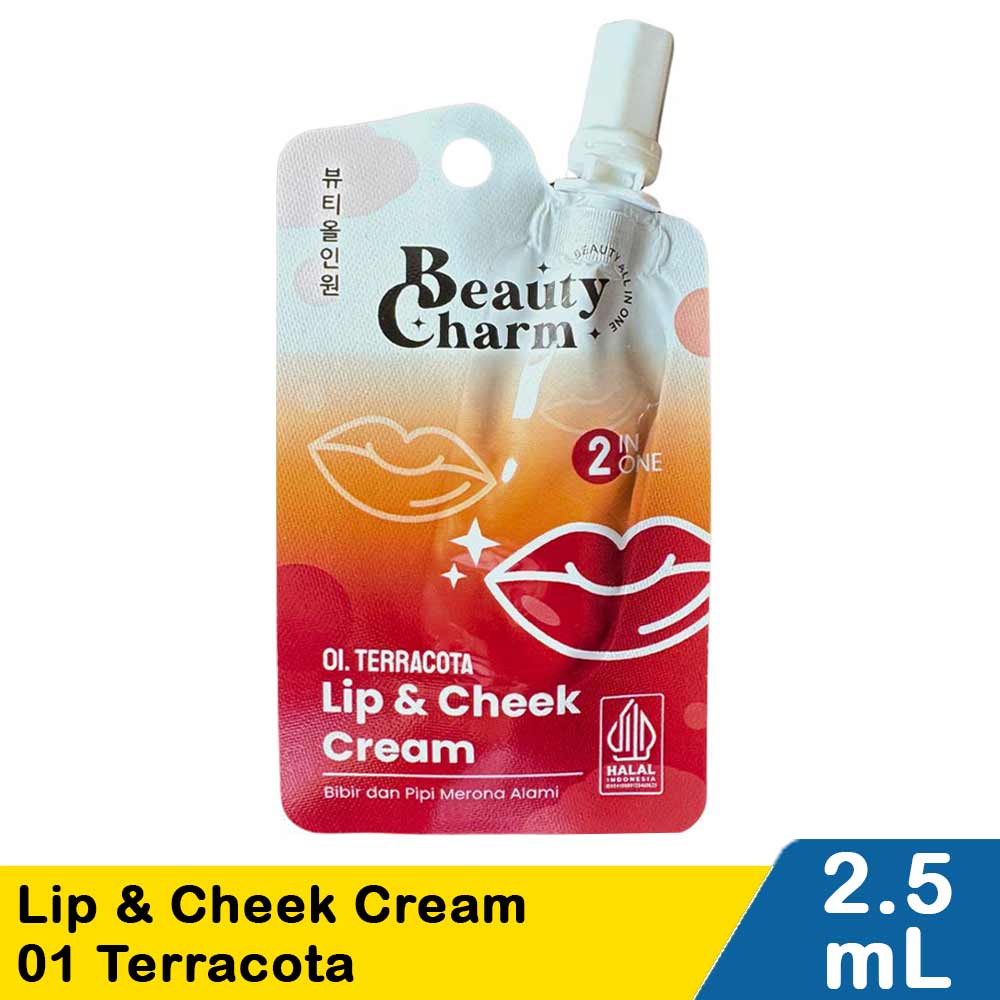 뷰티올인원
Beauty
Charm
BEAUTY ALL IN ONE
2 IN
ONE
01. TERRACOTA
Lip & Cheek
Cream
Bibir dan Pipi Merona Alami
HALAL
INDONESIA
Lip & Cheek Cream
01 Terracota
2.5
mL